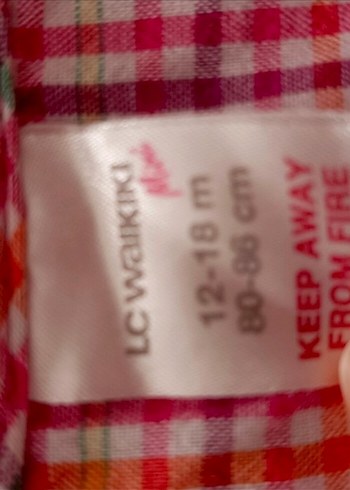 LC WAIKIKI
Mini
12-18 m
80-86 cm
KEEP AWAY
FROM FIRE